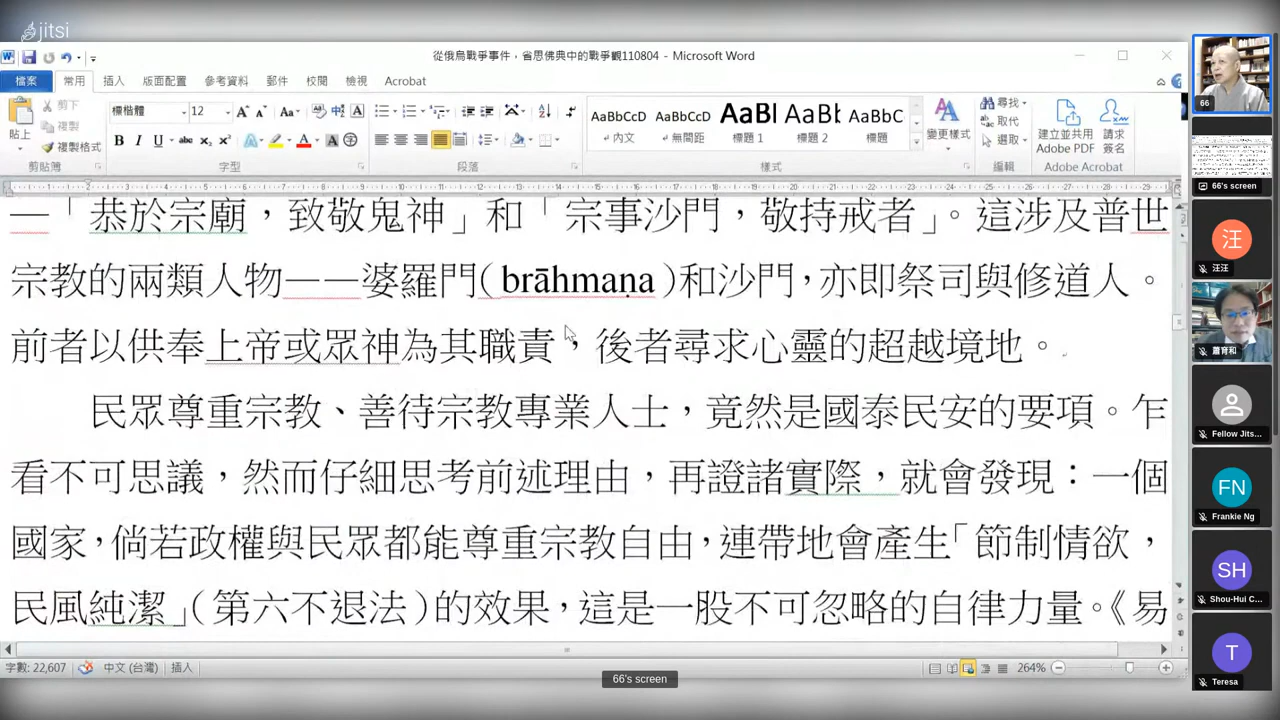 jitsi
從俄烏戰爭事件，省思佛典中的戰爭觀110804 - Microsoft Word
檔案 常用 插入 版面配置 參考資料 郵件 校閱 檢視 Acrobat
貼上 剪下 複製 複製格式
標楷體 12
AaBbCcD AaBbCcD AaBl AaBb AaBbC
內文 無間距 標題 1 標題 2 標題
變更樣式
尋找 取代 選取
建立並共用 Adobe PDF
請求簽名
剪貼簿 字型 段落 樣式 編輯 Adobe Acrobat
—「恭於宗廟，致敬鬼神」和「宗事沙門，敬持戒者」。這涉及普世
宗教的兩類人物——婆羅門(brāhmaṇa)和沙門，亦即祭司與修道人。
前者以供奉上帝或眾神為其職責，後者尋求心靈的超越境地。
民眾尊重宗教、善待宗教專業人士，竟然是國泰民安的要項。乍
看不可思議，然而仔細思考前述理由，再證諸實際，就會發現：一個
國家，倘若政權與民眾都能尊重宗教自由，連帶地會產生「節制情欲，
民風純潔」(第六不退法)的效果，這是一股不可忽略的自律力量。《易
字數: 22,607 中文 (台灣) 插入 264%
66's screen
66
66's screen
汪
汪汪
蕭育和
Fellow Jits...
FN
Frankie Ng
SH
Shou-Hui C...
T
Teresa